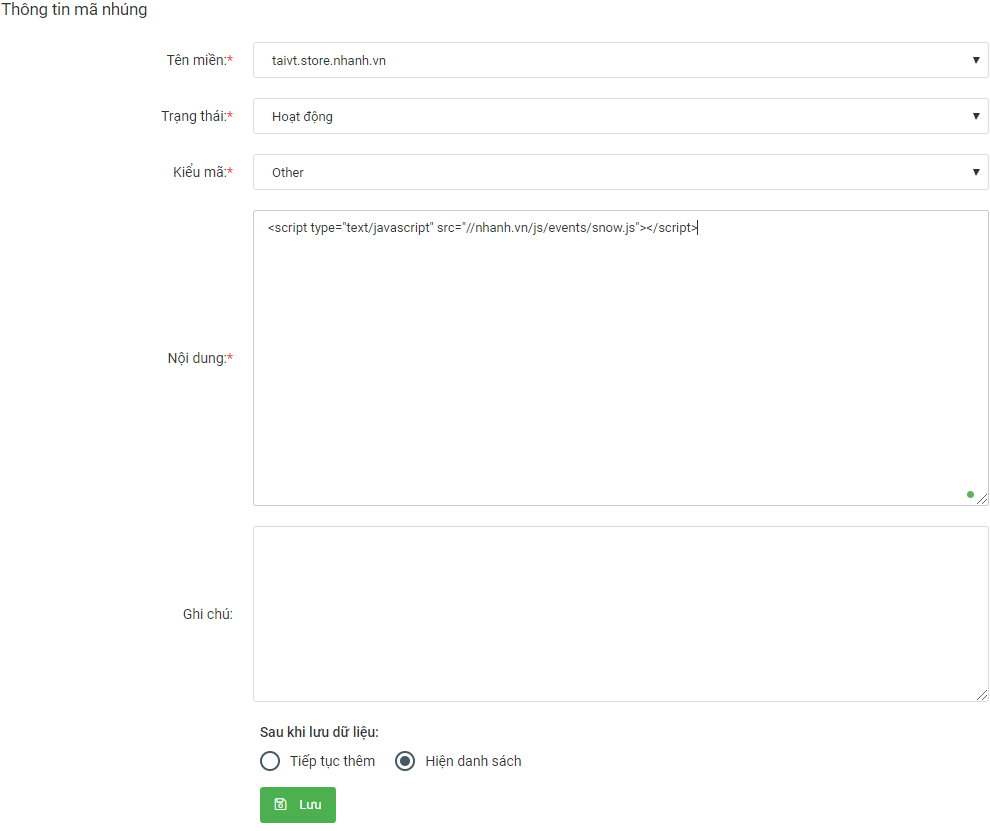 Thông tin mã nhúng
Tên miền:* taivt.store.nhanh.vn
Trạng thái:* Hoạt động
Kiểu mã:* Other
<script type="text/javascript" src="//nhanh.vn/js/events/snow.js"></script>
Nội dung:*
Ghi chú:
Sau khi lưu dữ liệu:
Tiếp tục thêm Hiện danh sách
Lưu